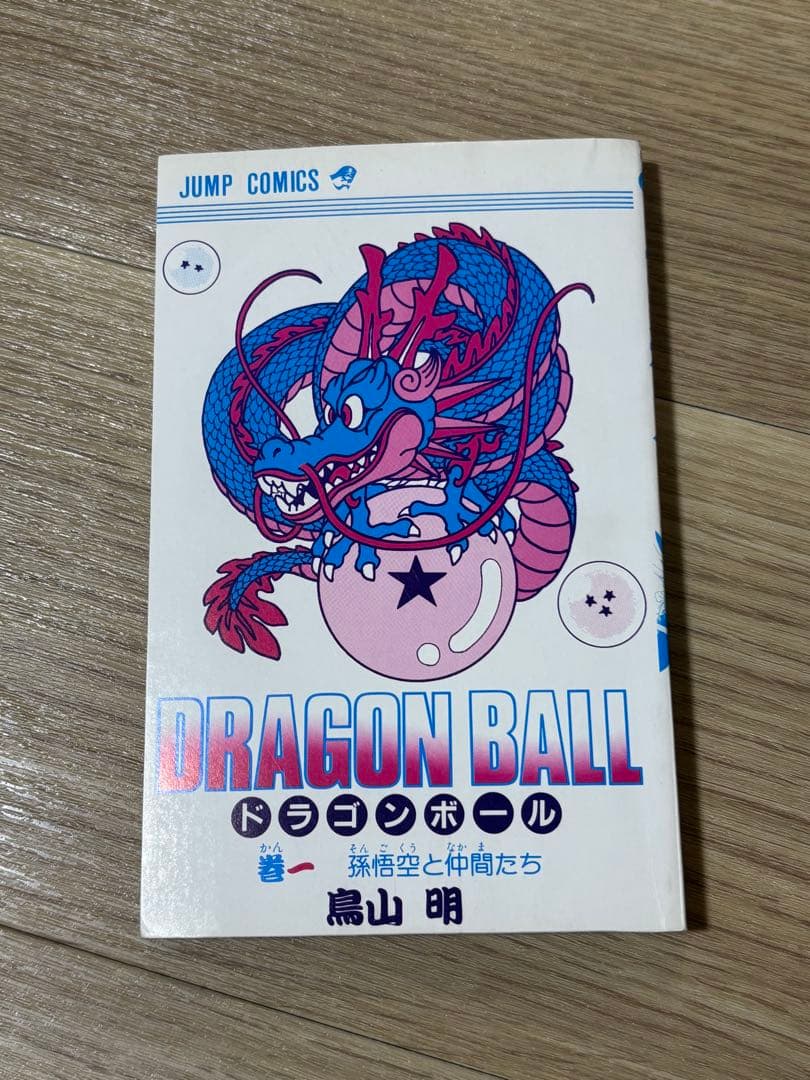 JUMP COMICS
DRAGON BALL
ドラゴンボール
かん そんごくう なかま
巻一 孫悟空と仲間たち
鳥山 明